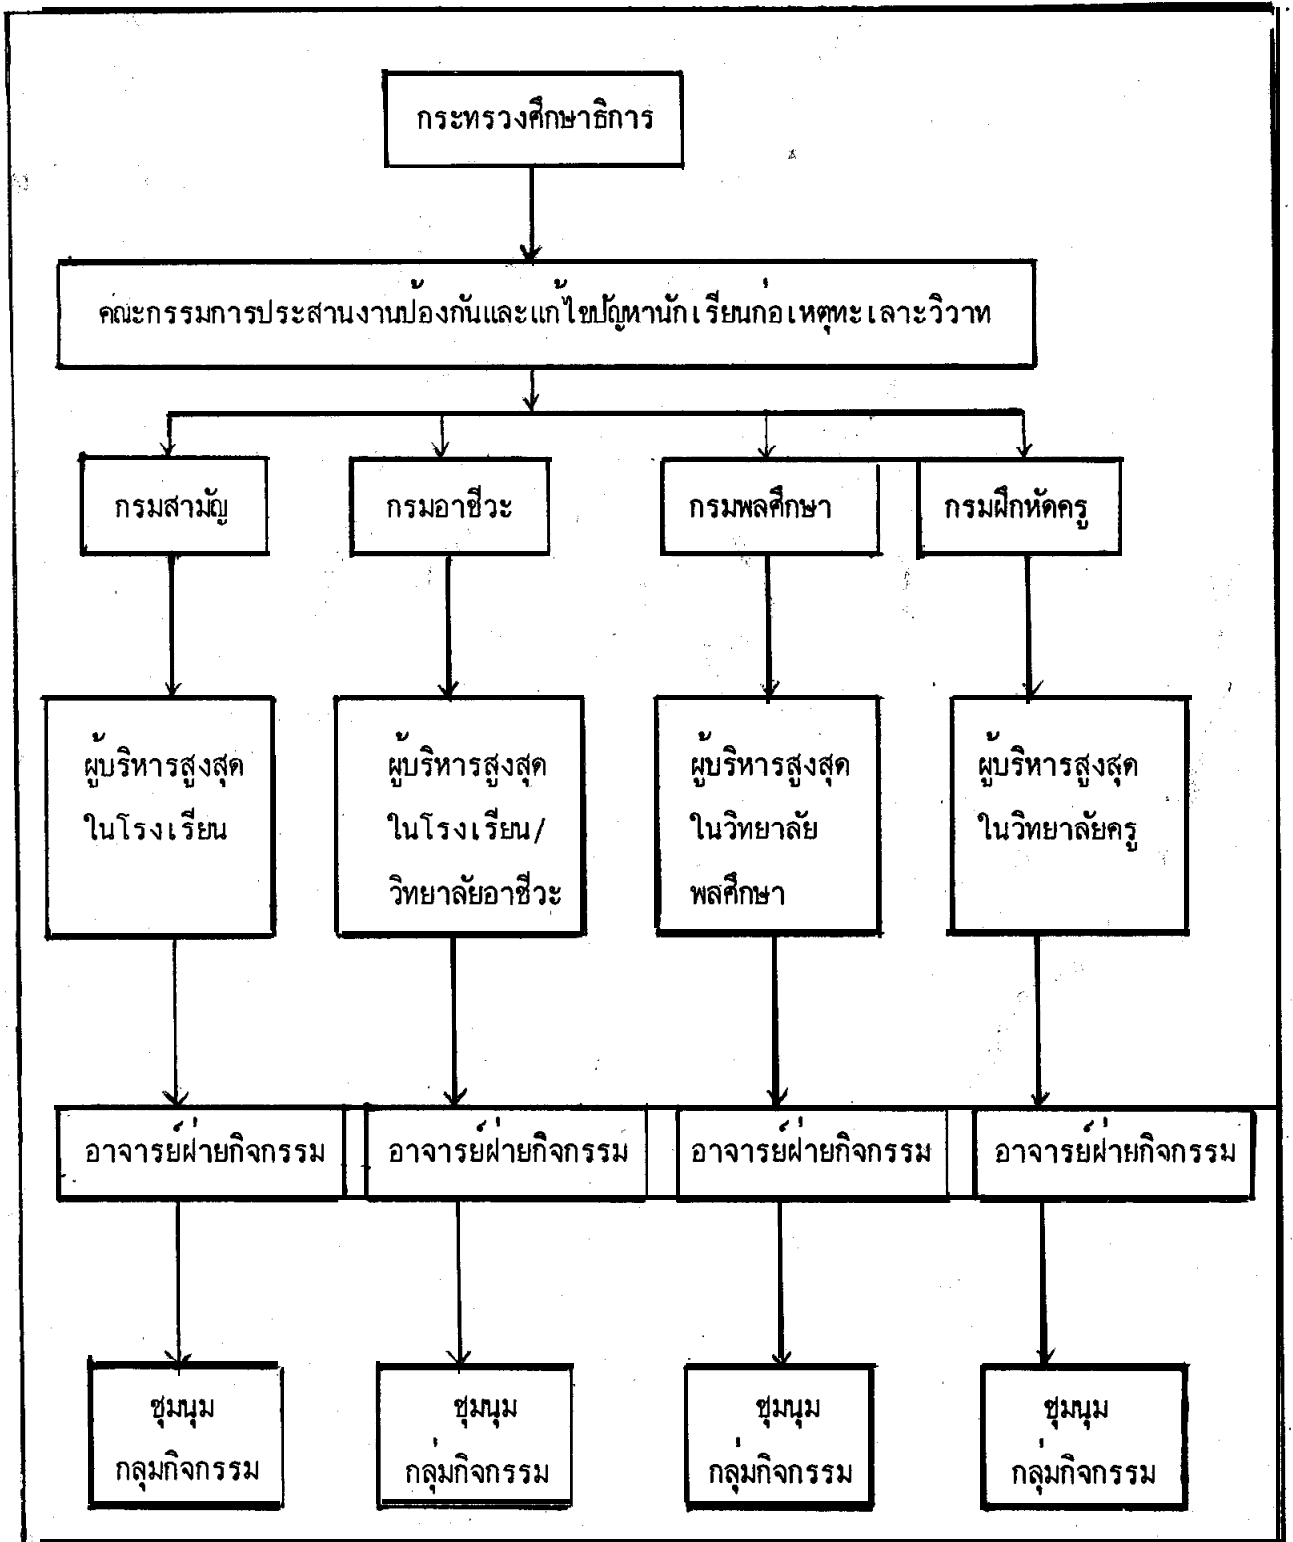 กระทรวงศึกษาธิการ
คณะกรรมการประสานงานป้องกันและแก้ไขปัญหานักเรียนก่อเหตุทะเลาะวิวาท
กรมสามัญ
กรมอาชีวะ
กรมพลศึกษา
กรมฝึกหัดครู
ผู้บริหารสูงสุด
ในโรงเรียน
ผู้บริหารสูงสุด
ในโรงเรียน/
วิทยาลัยอาชีวะ
ผู้บริหารสูงสุด
ในวิทยาลัย
พลศึกษา
ผู้บริหารสูงสุด
ในวิทยาลัยครู
อาจารย์ฝ่ายกิจกรรม
อาจารย์ฝ่ายกิจกรรม
อาจารย์ฝ่ายกิจกรรม
อาจารย์ฝ่ายกิจกรรม
ชุมนุม
กลุมกิจกรรม
ชุมนุม
กลุ่มกิจกรรม
ชุมนุม
กลุ่มกิจกรรม
ชุมนุม
กลุ่มกิจกรรม